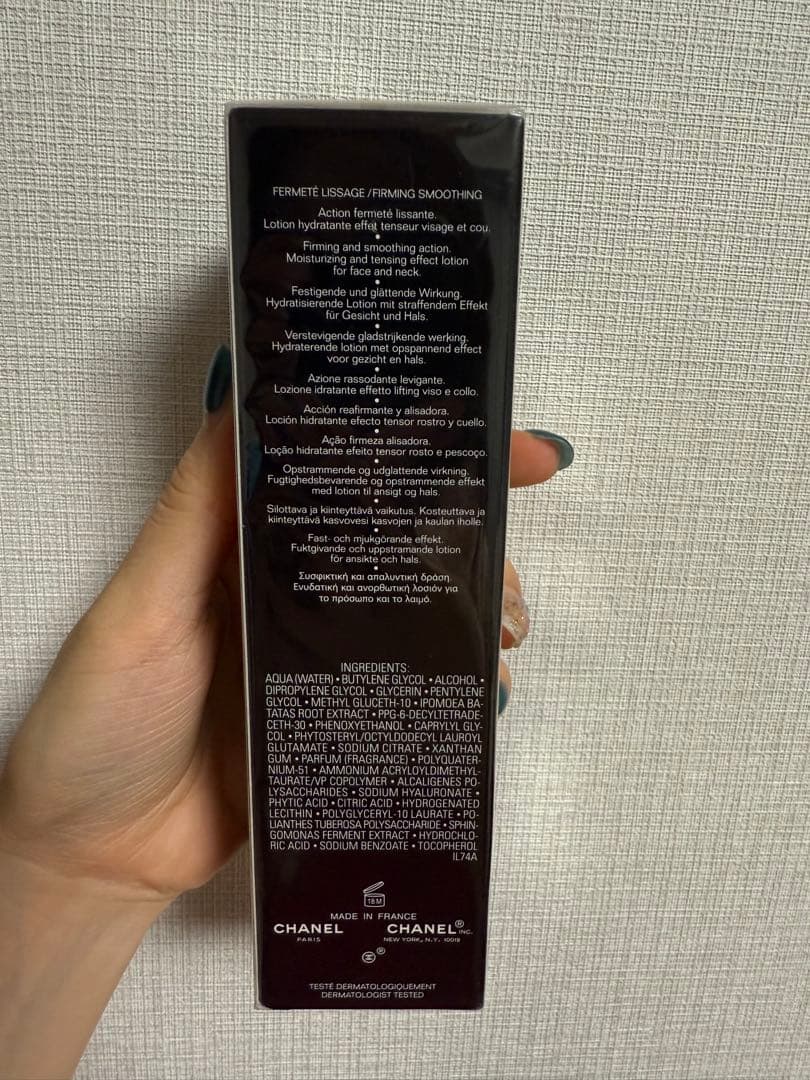 FERMETÉ LISSAGE / FIRMING SMOOTHING
Action fermeté lissante.
Lotion hydratante effet tenseur visage et cou.
•
Firming and smoothing action.
Moisturizing and tensing effect lotion
for face and neck.
•
Festigende und glättende Wirkung.
Hydratisierende Lotion mit straffendem Effekt
für Gesicht und Hals.
•
Verstevigende gladstrijkende werking.
Hydraterende lotion met opspannend effect
voor gezicht en hals.
•
Azione rassodante levigante.
Lozione idratante effetto lifting viso e collo.
•
Acción reafirmante y alisadora.
Loción hidratante efecto tensor rostro y cuello.
•
Ação firmeza alisadora.
Loção hidratante efeito tensor rosto e pescoço.
•
Opstrammende og udglattende virkning.
Fugtighedsbevarende og opstrammende effekt
med lotion til ansigt og hals.
•
Silottava ja kiinteyttävä vaikutus. Kosteuttava ja
kiinteyttävä kasvovesi kasvojen ja kaulan iholle.
•
Fast- och mjukgörande effekt.
Fuktgivande och uppstramande lotion
för ansikte och hals.
•
Συσφικτική και απαλυντική δράση.
Ενυδατική και ανορθωτική λοσιόν για
το πρόσωπο και το λαιμό.
INGREDIENTS:
AQUA (WATER) • BUTYLENE GLYCOL • ALCOHOL •
DIPROPYLENE GLYCOL • GLYCERIN • PENTYLENE
GLYCOL • METHYL GLUCETH-10 • IPOMOEA BA-
TATAS ROOT EXTRACT • PPG-6-DECYLTETRADE-
CETH-30 • PHENOXYETHANOL • CAPRYLYL GLY-
COL • PHYTOSTERYL/OCTYLDODECYL LAUROYL
GLUTAMATE • SODIUM CITRATE • XANTHAN
GUM • PARFUM (FRAGRANCE) • POLYQUATER-
NIUM-51 • AMMONIUM ACRYLOYLDIMETHYL-
TAURATE/VP COPOLYMER • ALCALIGENES PO-
LYSACCHARIDES • SODIUM HYALURONATE •
PHYTIC ACID • CITRIC ACID • HYDROGENATED
LECITHIN • POLYGLYCERYL-10 LAURATE • PO-
LIANTHES TUBEROSA POLYSACCHARIDE • SPHIN-
GOMONAS FERMENT EXTRACT • HYDROCHLO-
RIC ACID • SODIUM BENZOATE • TOCOPHEROL
IL74A
18 M
MADE IN FRANCE
CHANEL CHANEL® INC.
PARIS NEW YORK, N.Y. 10019
®
TESTÉ DERMATOLOGIQUEMENT
DERMATOLOGIST TESTED